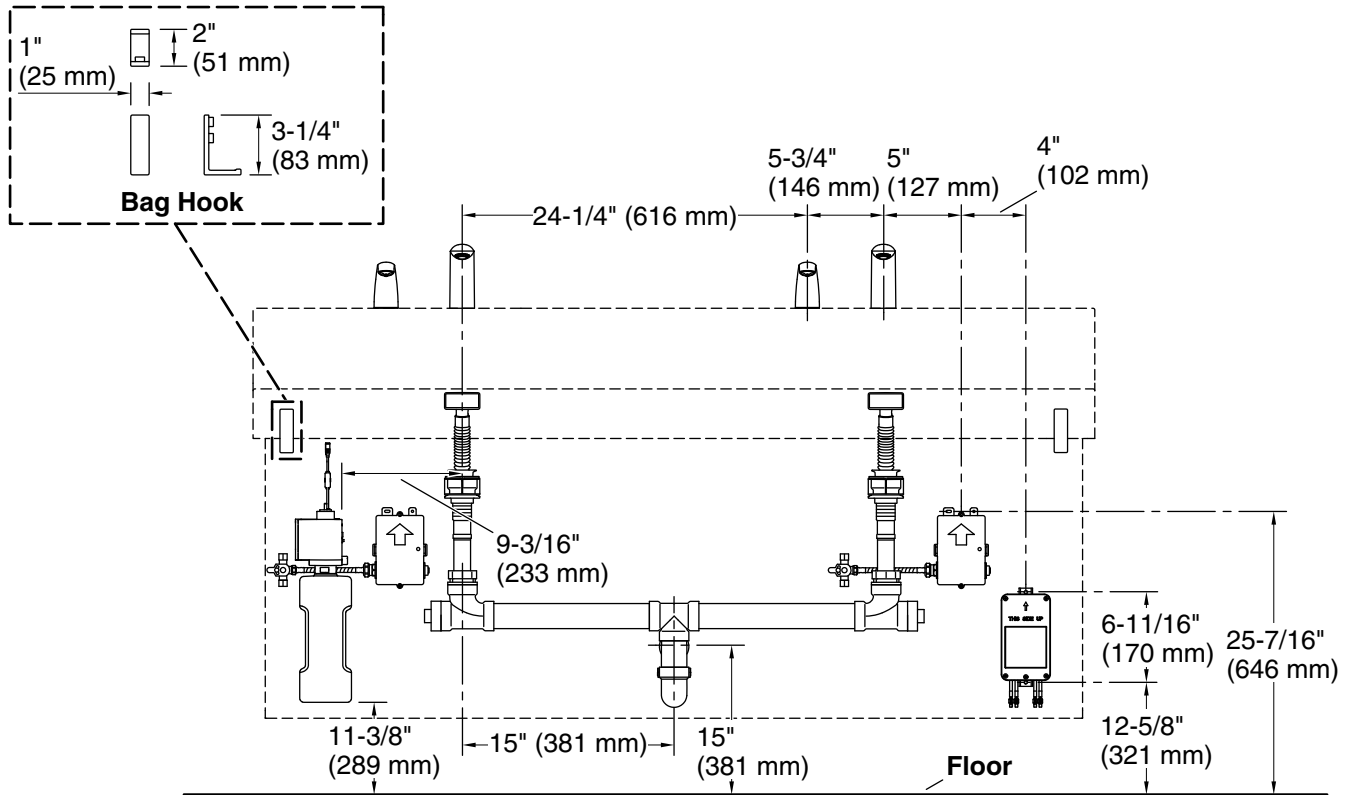 1"
(25 mm)
2"
(51 mm)
3-1/4"
(83 mm)
Bag Hook
24-1/4" (616 mm)
5-3/4"
(146 mm)
5"
(127 mm)
4"
(102 mm)
9-3/16"
(233 mm)
THIS SIDE UP
6-11/16"
(170 mm)
25-7/16"
(646 mm)
11-3/8"
(289 mm)
15" (381 mm)
15"
(381 mm)
12-5/8"
(321 mm)
Floor